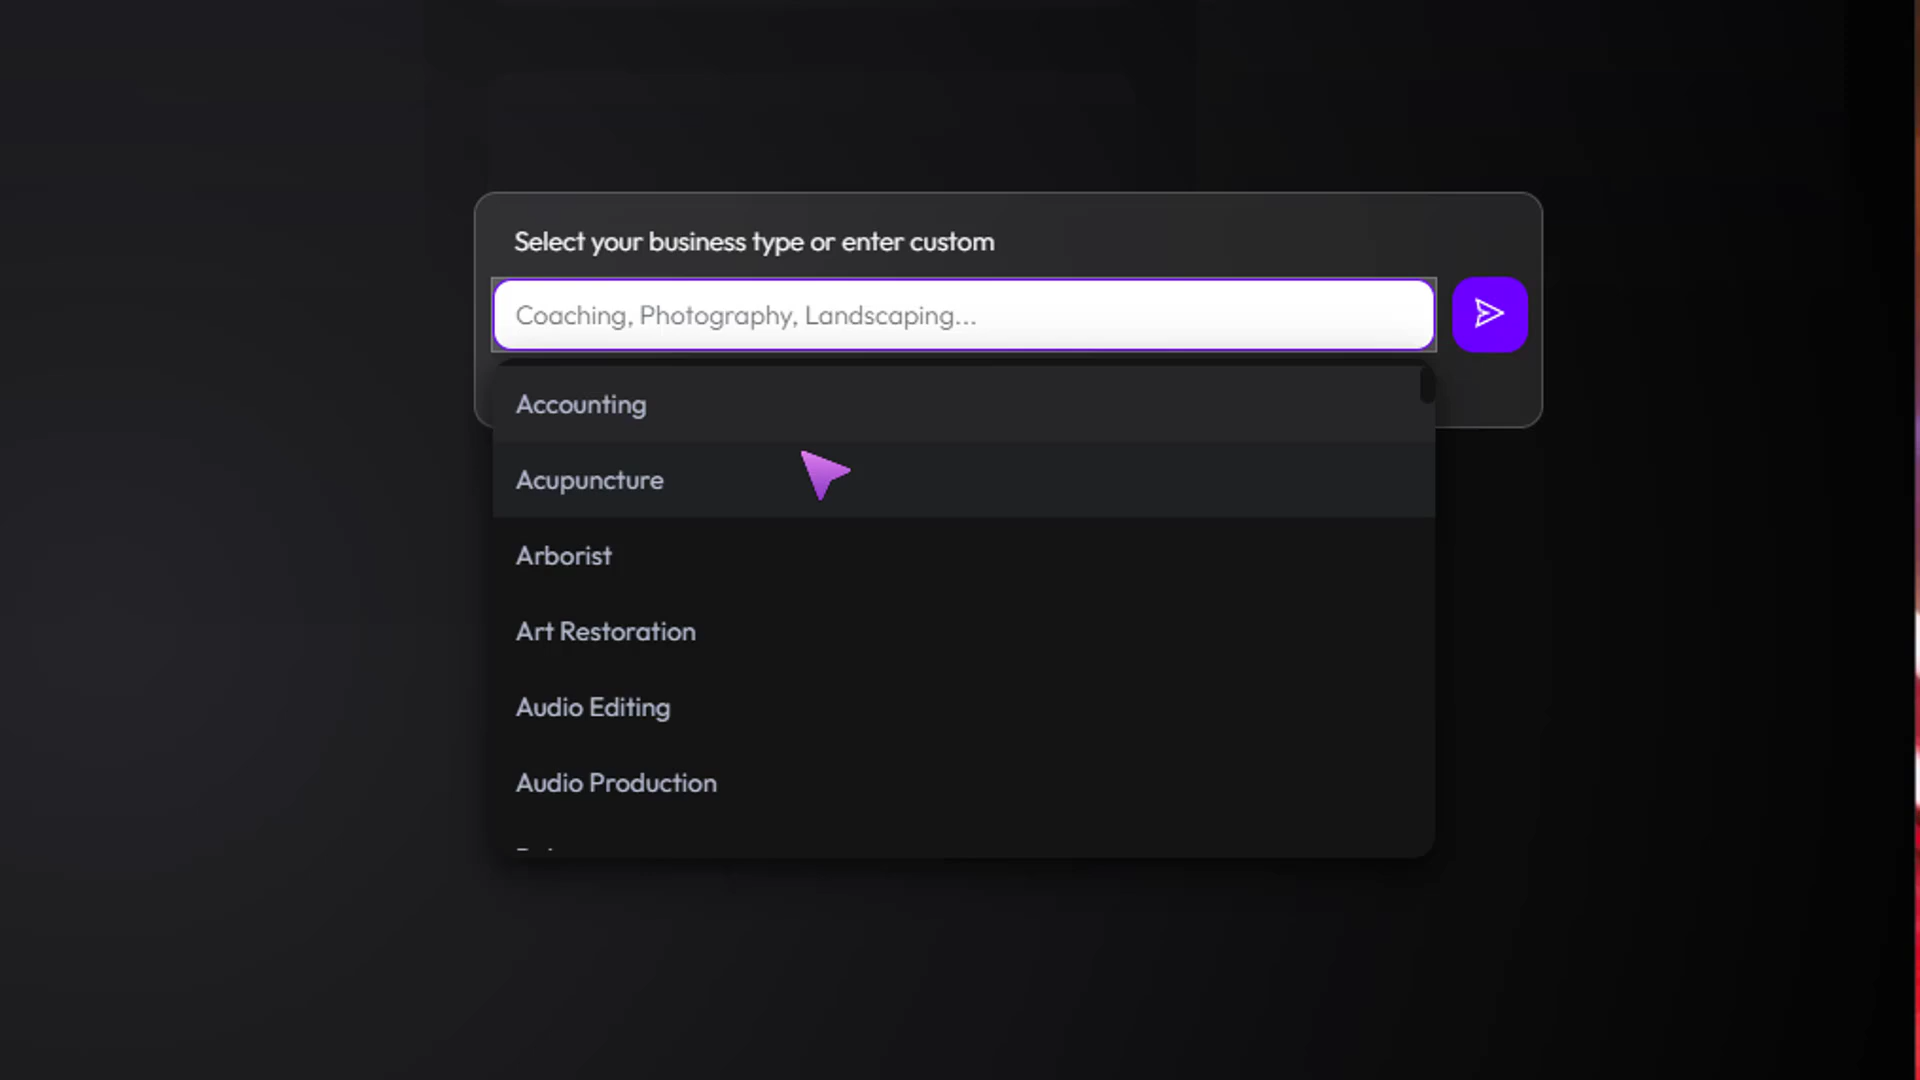 Select your business type or enter custom
Coaching, Photography, Landscaping...
Accounting
Acupuncture
Arborist
Art Restoration
Audio Editing
Audio Production